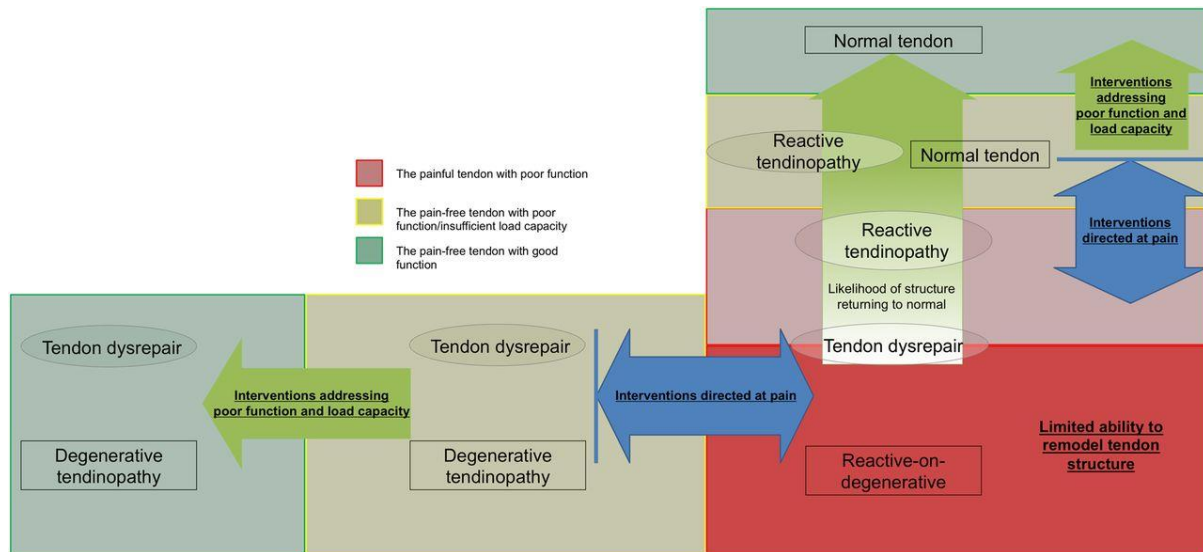 Normal tendon
Interventions
addressing
poor function and
load capacity
Reactive
tendinopathy
Normal tendon
The painful tendon with poor function
The pain-free tendon with poor
function/insufficient load capacity
The pain-free tendon with good
function
Reactive
tendinopathy
Interventions
directed at pain
Likelihood of structure
returning to normal
Tendon dysrepair
Tendon dysrepair
Tendon dysrepair
Interventions addressing
poor function and load capacity
Interventions directed at pain
Degenerative
tendinopathy
Degenerative
tendinopathy
Reactive-on-
degenerative
Limited ability to
remodel tendon
structure